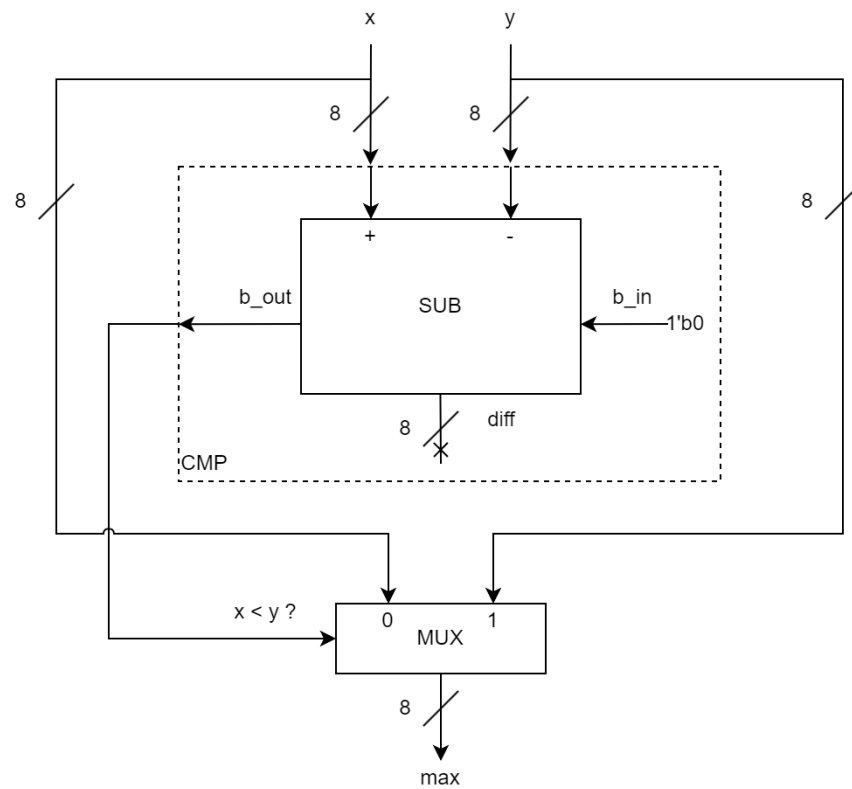 x
y
8
8
8
8
+
-
b_out
SUB
b_in
1'b0
8
diff
CMP
x < y ?
0
1
MUX
8
max